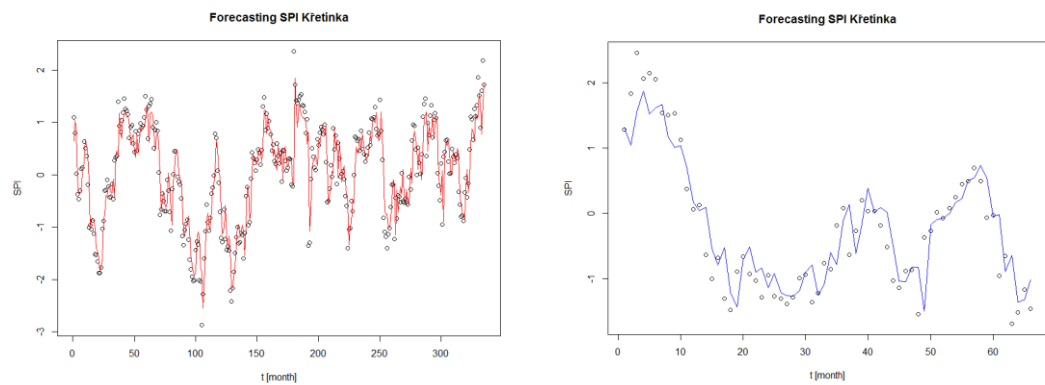 Forecasting SPI Křetinka
SPI
2
1
0
-1
-2
-3
0 50 100 150 200 250 300
t [month]
Forecasting SPI Křetinka
SPI
2
1
0
-1
0 10 20 30 40 50 60
t [month]